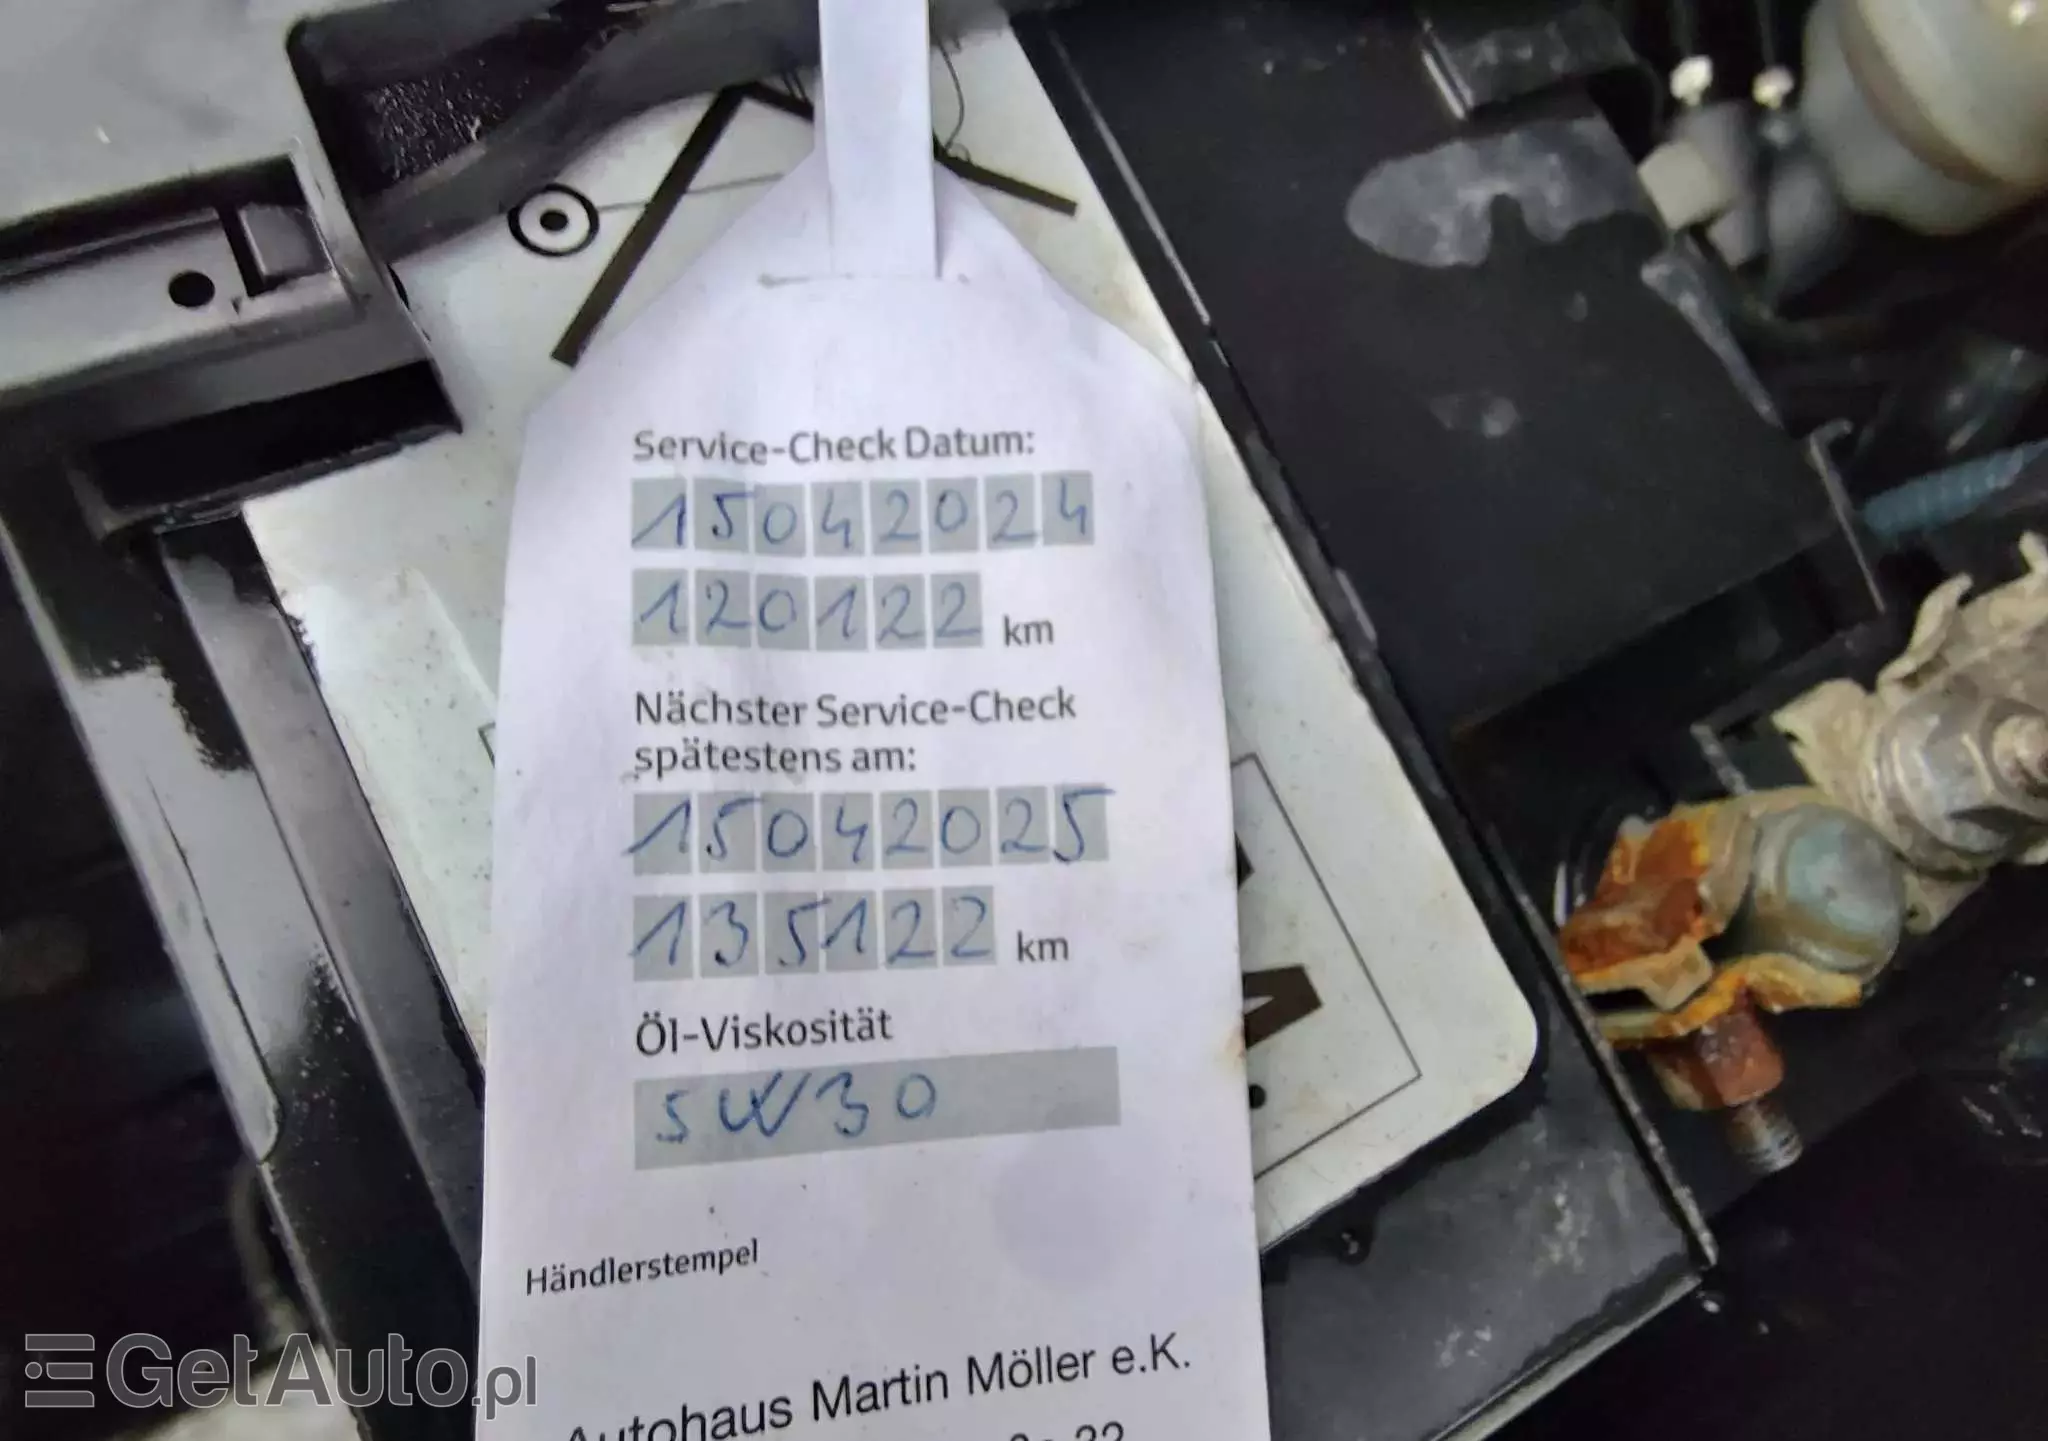 Service-Check Datum:
15042024
120122 km
Nächster Service-Check
spätestens am:
15042025
135122 km
Öl-Viskosität
5W30
Händlerstempel
Autohaus Martin Möller e.K.
GetAuto.pl